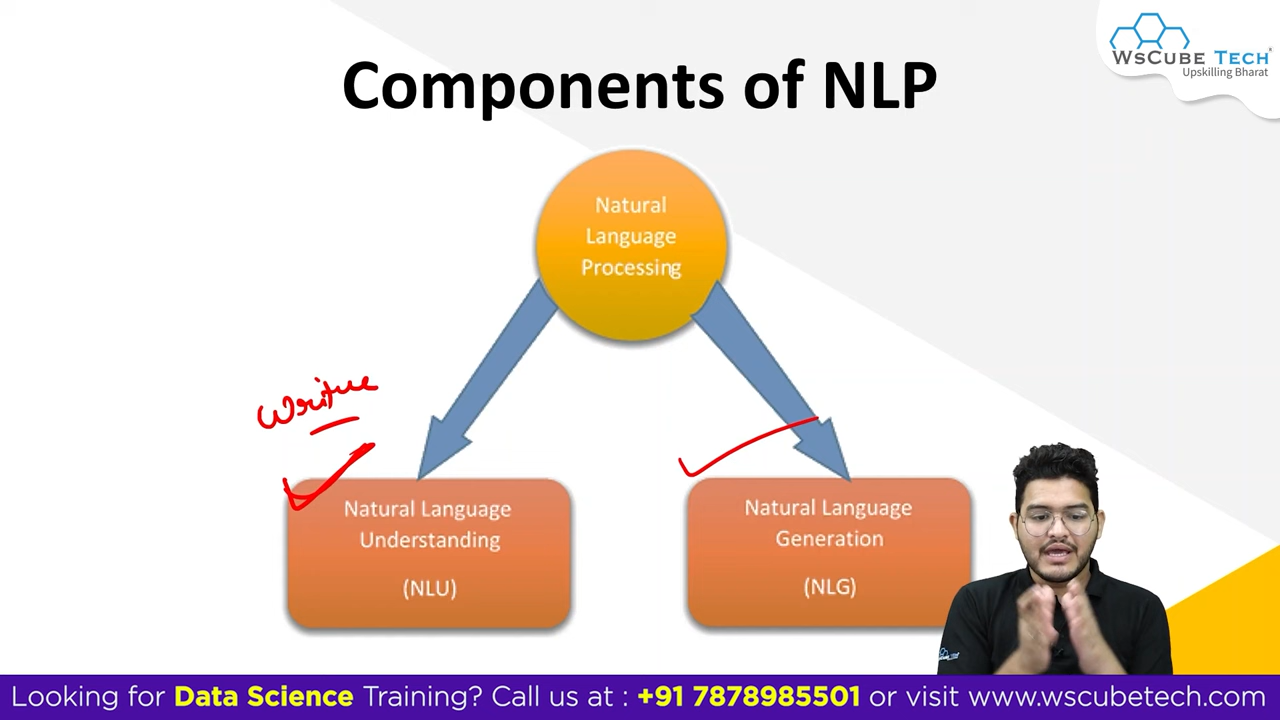 WsCube Tech
Upskilling Bharat
Components of NLP
Natural
Language
Processing
Natural Language
Understanding
(NLU)
Natural Language
Generation
(NLG)
Looking for Data Science Training? Call us at : +91 7878985501 or visit www.wscubetech.com